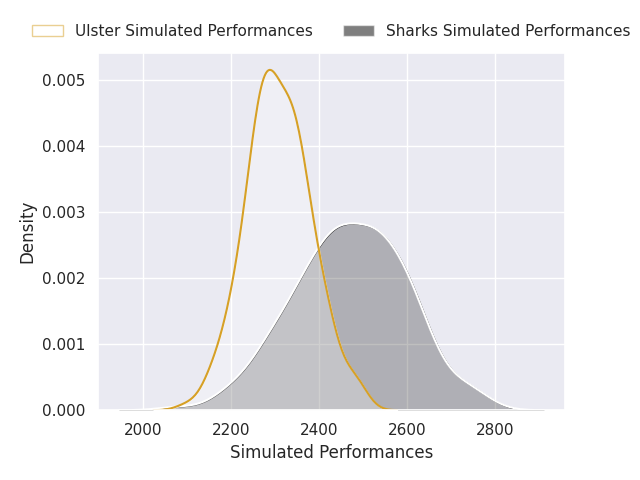 Ulster Simulated Performances Sharks Simulated Performances
0.005
0.004
0.003
0.002
0.001
0.000
Density
2000 2200 2400 2600 2800
Simulated Performances